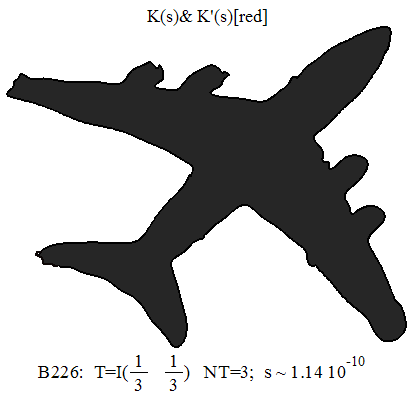 K(s)& K'(s)[red]
B226: T=I(1/3 1/3) NT=3; s ~ 1.14 10^-10